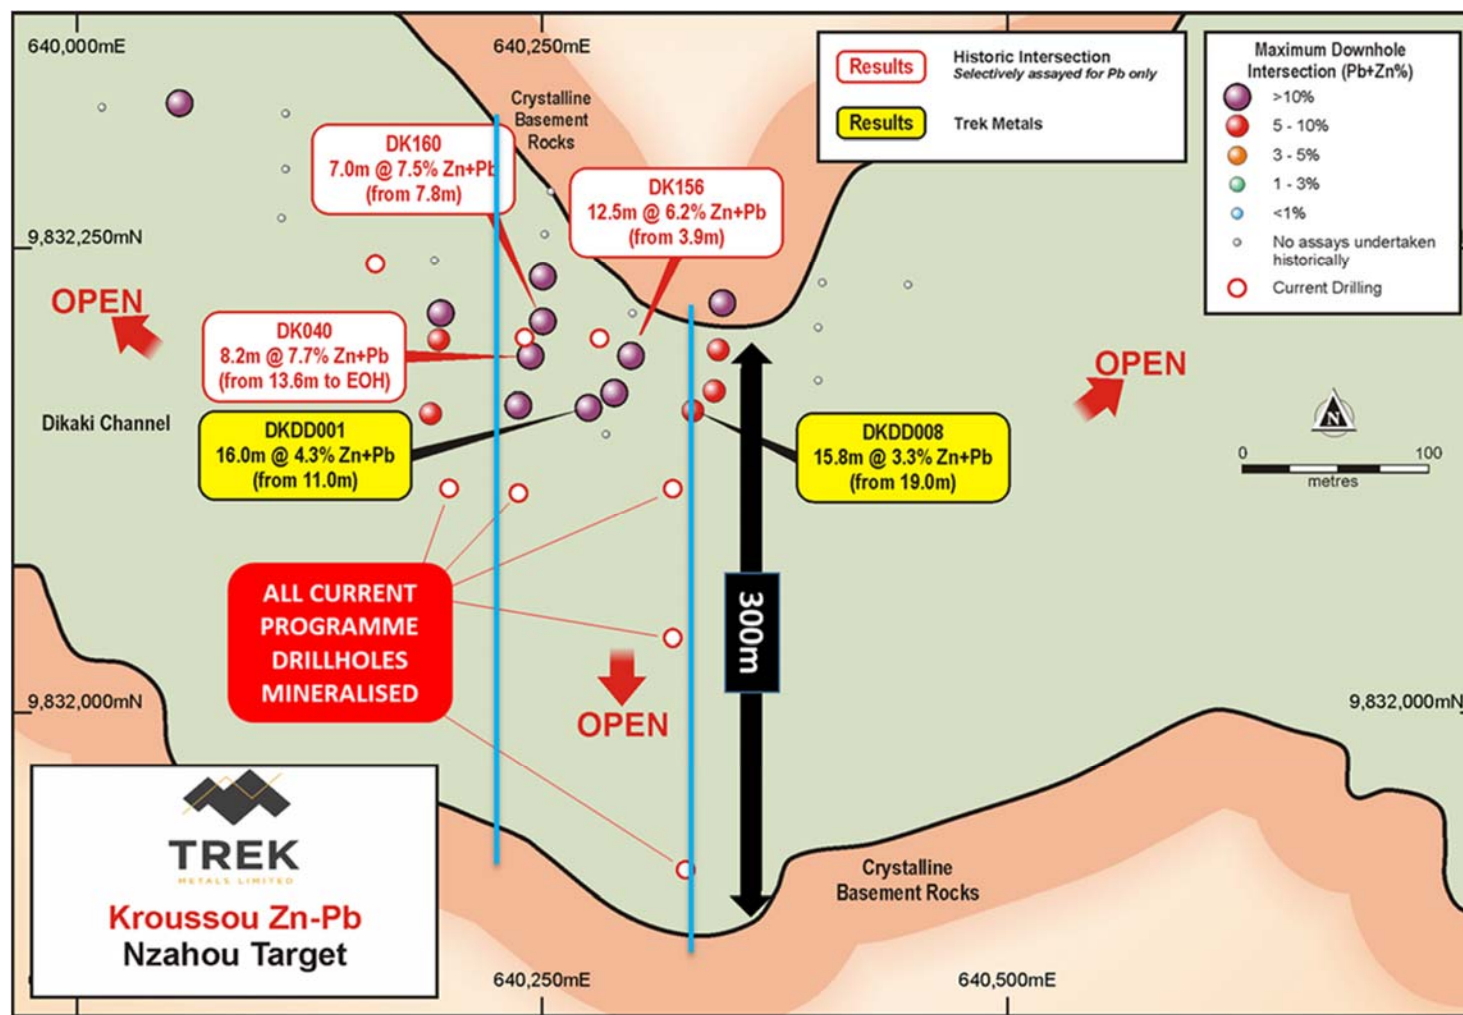 640,000mE
640,250mE
Crystalline
Basement
Rocks
Results
Historic Intersection
Selectively assayed for Pb only
Results
Trek Metals
Maximum Downhole
Intersection (Pb+Zn%)
>10%
5 - 10%
3 - 5%
1 - 3%
<1%
No assays undertaken
historically
Current Drilling
DK160
7.0m @ 7.5% Zn+Pb
(from 7.8m)
DK156
12.5m @ 6.2% Zn+Pb
(from 3.9m)
9,832,250mN
OPEN
DK040
8.2m @ 7.7% Zn+Pb
(from 13.6m to EOH)
OPEN
Dikaki Channel
DKDD001
16.0m @ 4.3% Zn+Pb
(from 11.0m)
DKDD008
15.8m @ 3.3% Zn+Pb
(from 19.0m)
N
0 100
metres
ALL CURRENT
PROGRAMME
DRILLHOLES
MINERALISED
300m
OPEN
9,832,000mN
9,832,000mN
TREK
METALS LIMITED
Kroussou Zn-Pb
Nzahou Target
Crystalline
Basement Rocks
640,250mE
640,500mE